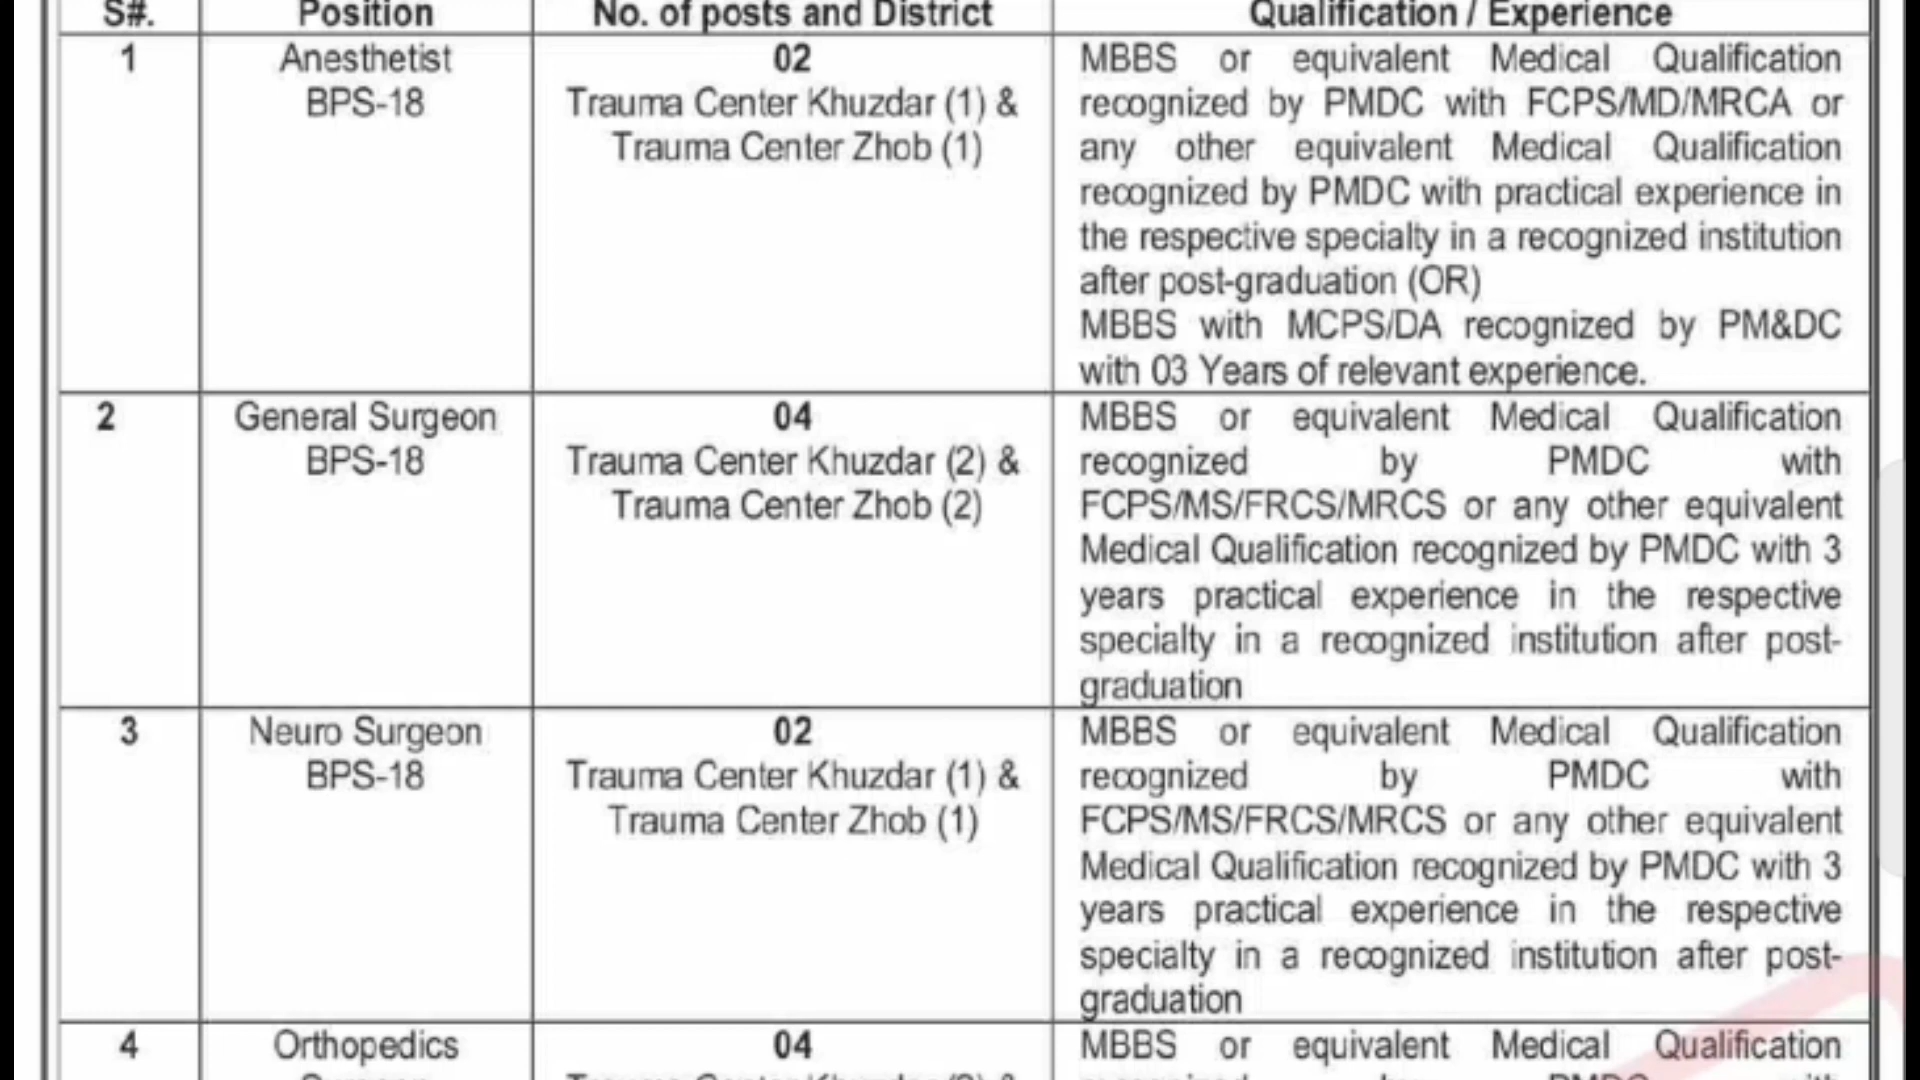 S#. Position No. of posts and District Qualification / Experience
1
Anesthetist
BPS-18
02
Trauma Center Khuzdar (1) &
Trauma Center Zhob (1)
MBBS or equivalent Medical Qualification
recognized by PMDC with FCPS/MD/MRCA or
any other equivalent Medical Qualification
recognized by PMDC with practical experience in
the respective specialty in a recognized institution
after post-graduation (OR)
MBBS with MCPS/DA recognized by PM&DC
with 03 Years of relevant experience.
2
General Surgeon
BPS-18
04
Trauma Center Khuzdar (2) &
Trauma Center Zhob (2)
MBBS or equivalent Medical Qualification
recognized by PMDC with
FCPS/MS/FRCS/MRCS or any other equivalent
Medical Qualification recognized by PMDC with 3
years practical experience in the respective
specialty in a recognized institution after post-
graduation
3
Neuro Surgeon
BPS-18
02
Trauma Center Khuzdar (1) &
Trauma Center Zhob (1)
MBBS or equivalent Medical Qualification
recognized by PMDC with
FCPS/MS/FRCS/MRCS or any other equivalent
Medical Qualification recognized by PMDC with 3
years practical experience in the respective
specialty in a recognized institution after post-
graduation
4
Orthopedics
04
MBBS or equivalent Medical Qualification